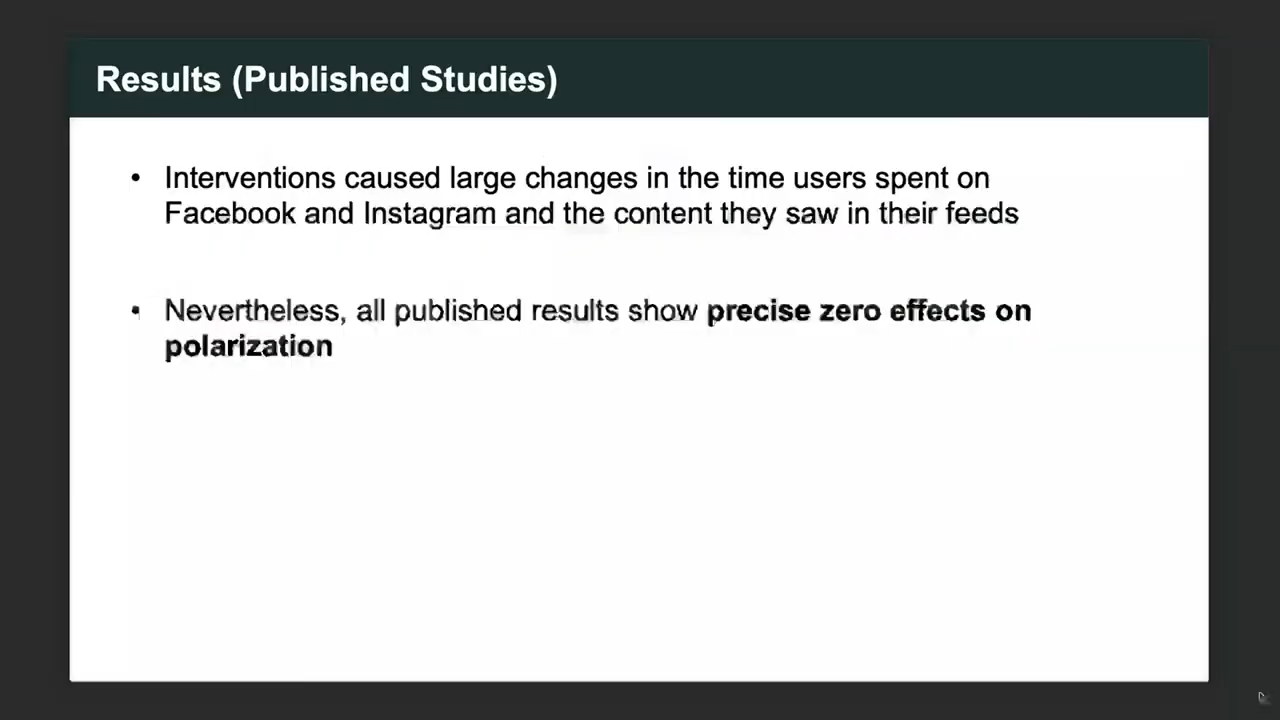 Results (Published Studies)
• Interventions caused large changes in the time users spent on
Facebook and Instagram and the content they saw in their feeds
• Nevertheless, all published results show precise zero effects on
polarization